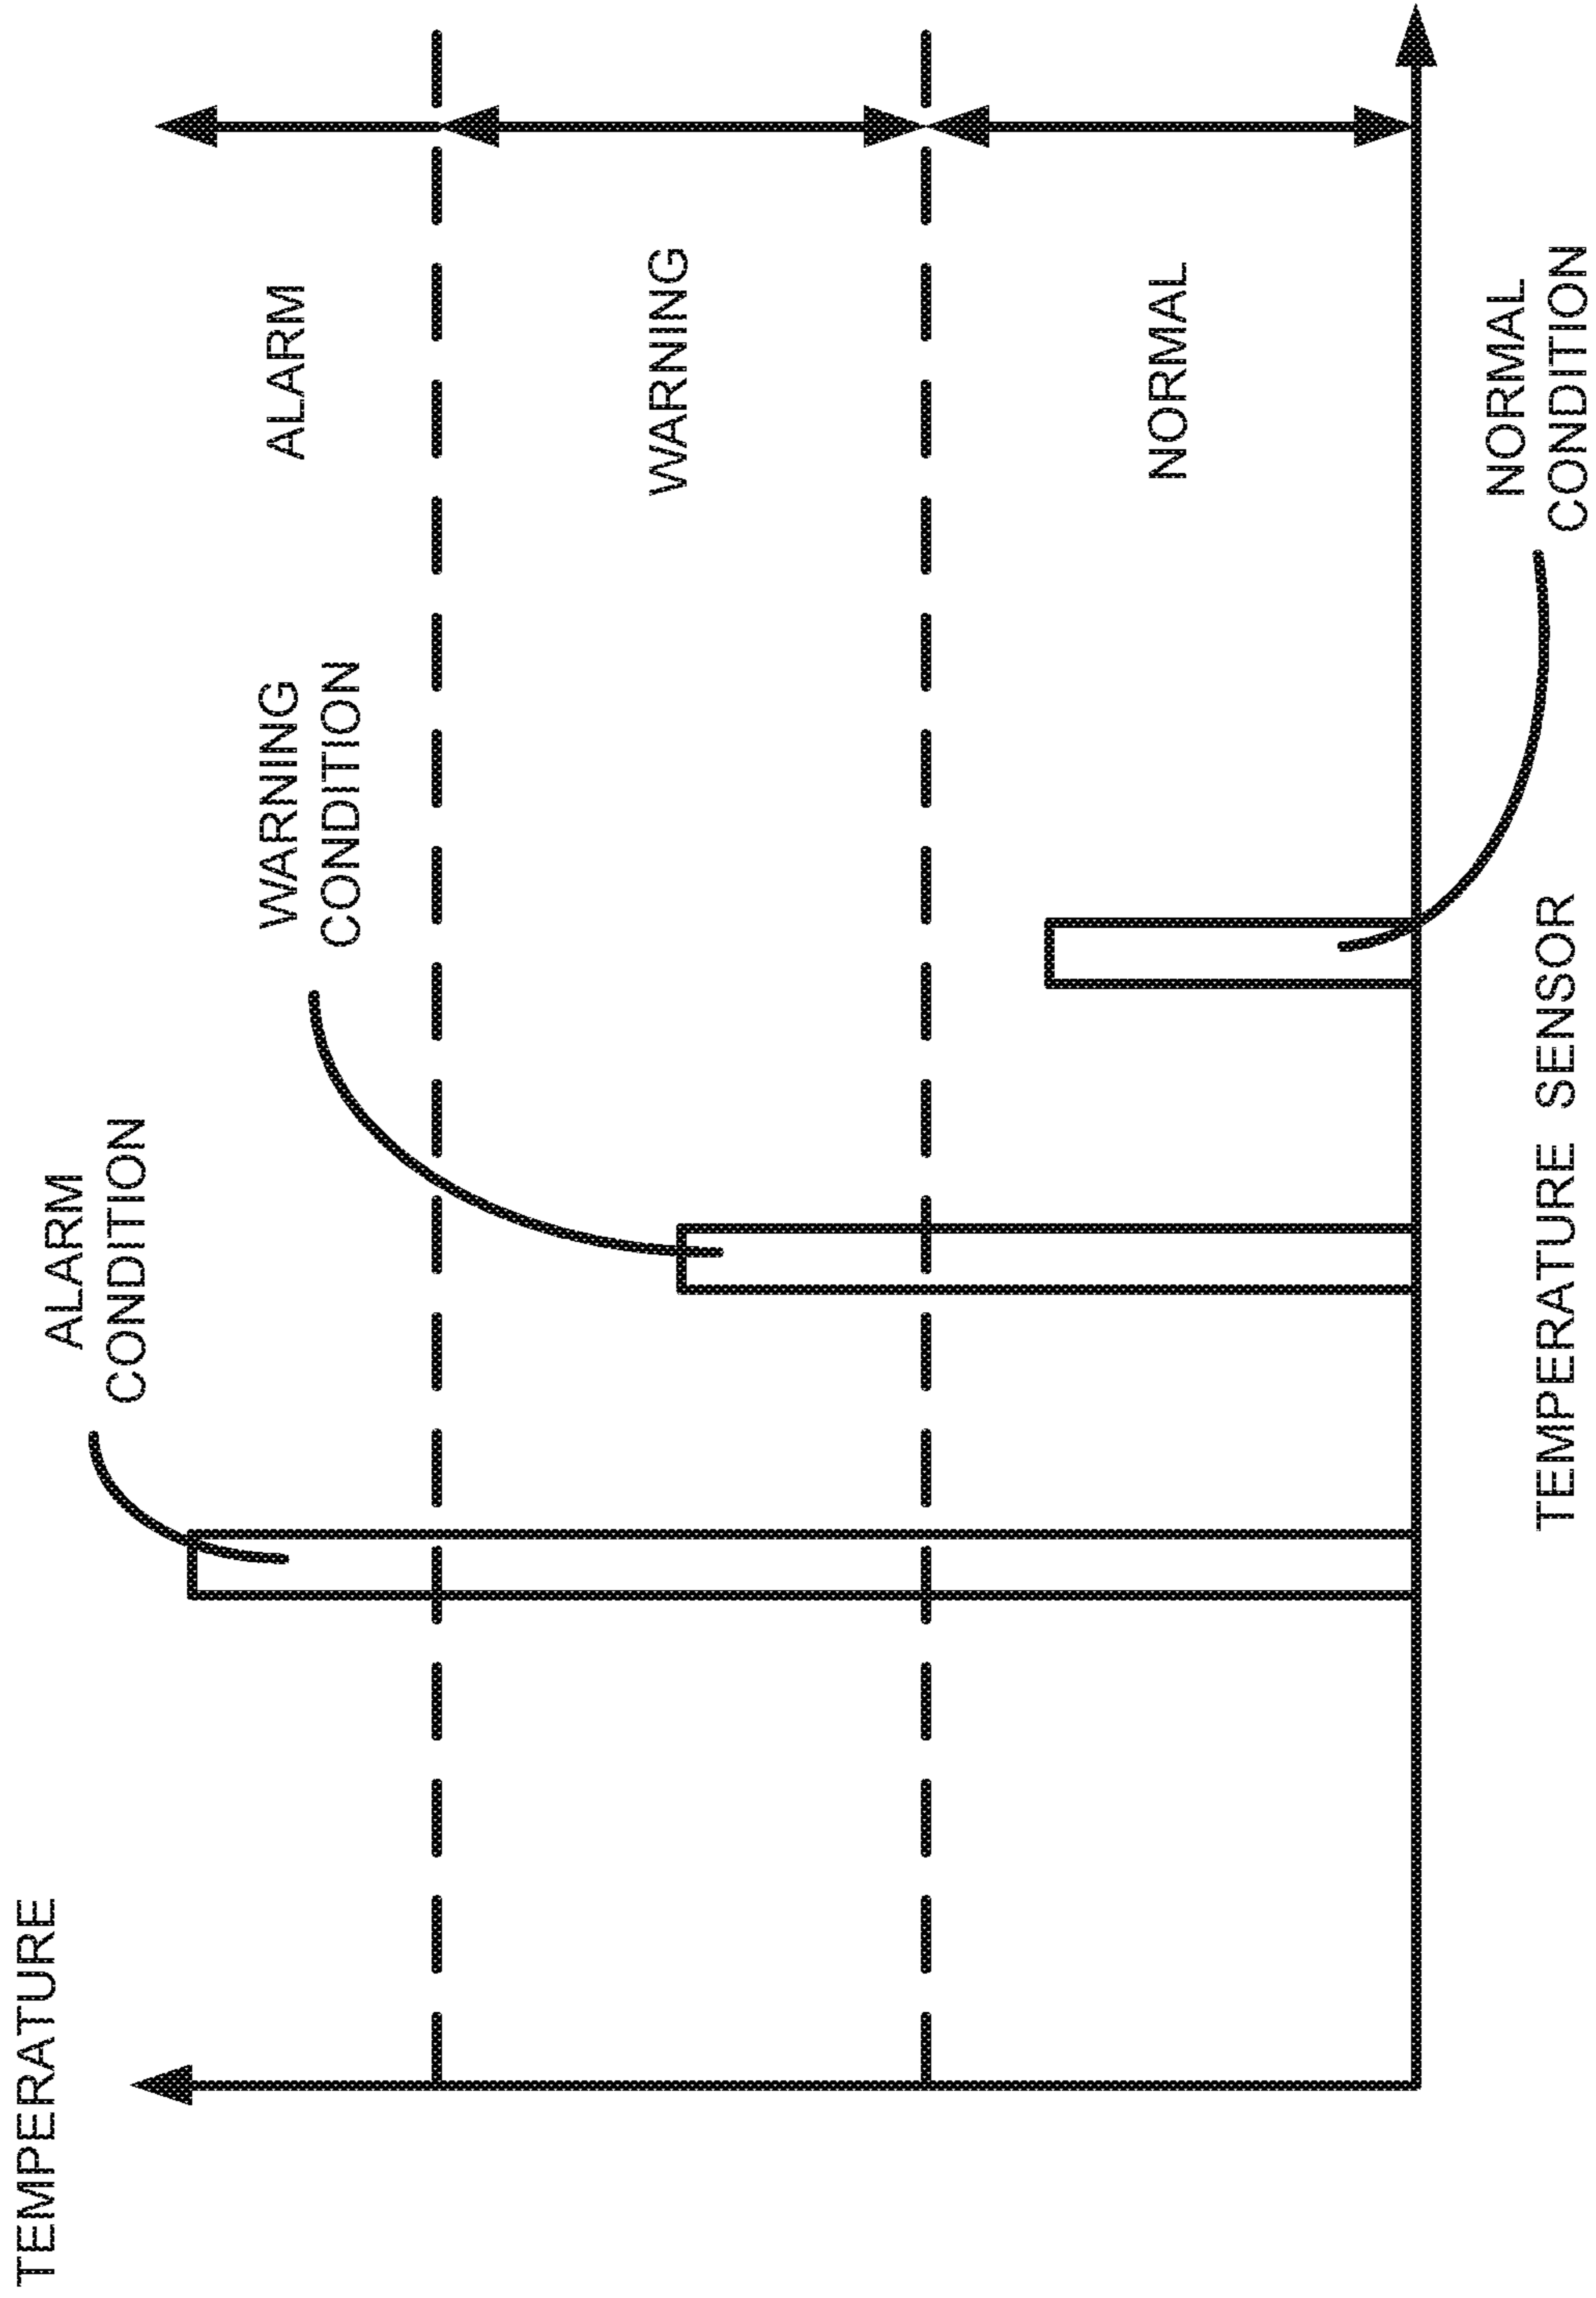 TEMPERATURE
ALARM
CONDITION
WARNING
CONDITION
ALARM
WARNING
NORMAL
NORMAL
CONDITION
TEMPERATURE SENSOR